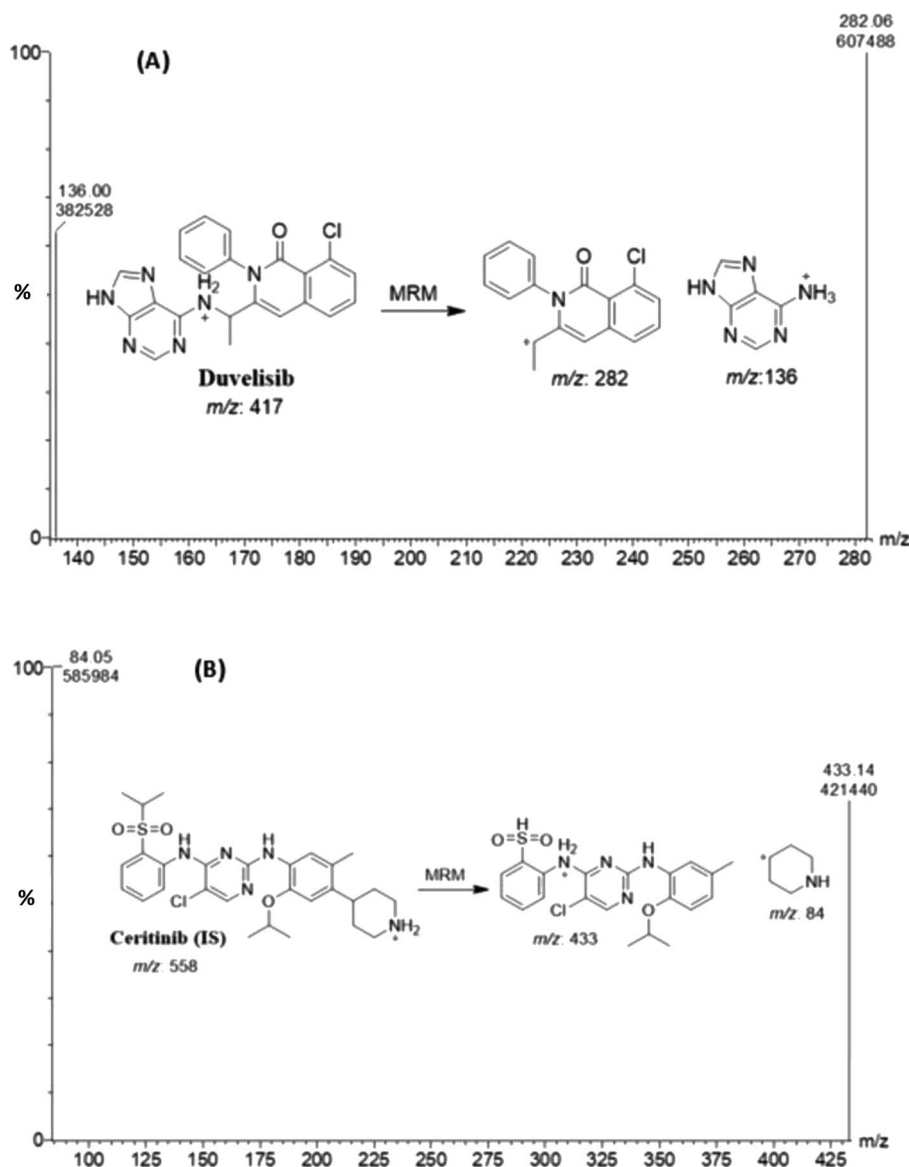 282.06
607488
100
(A)
136.00
382528
%
O
Cl
N
H2
N
+
N
HN
N
N
Duvelisib
m/z: 417
MRM
O
Cl
N
+
m/z: 282
N
HN
N
N
+
NH3
m/z:136
0
140 150 160 170 180 190 200 210 220 230 240 250 260 270 280 m/z
84.05
585984
100
(B)
433.14
421440
%
O=S=O
H
N
N
H
N
N
Cl
O
NH2
+
Ceritinib (IS)
m/z: 558
MRM
H
O=S=O
H2
N
N
H
N
N
Cl
O
m/z: 433
NH
m/z: 84
0
100 125 150 175 200 225 250 275 300 325 350 375 400 425 m/z